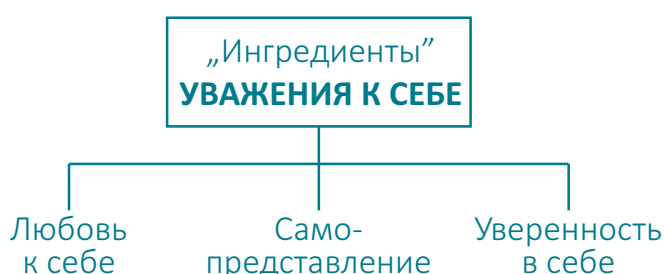 „Ингредиенты”
УВАЖЕНИЯ К СЕБЕ
Любовь
к себе
Само-
представление
Уверенность
в себе